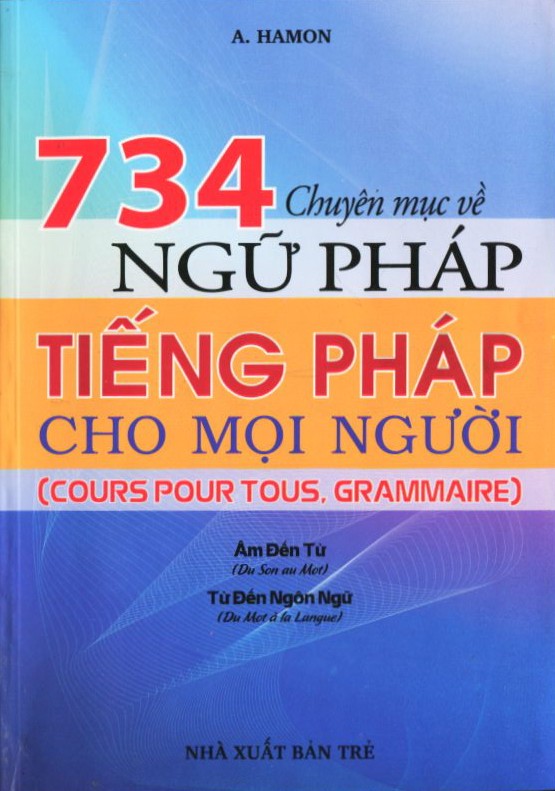 A. HAMON
734 Chuyên mục về
NGỮ PHÁP
TIẾNG PHÁP
CHO MỌI NGƯỜI
(COURS POUR TOUS, GRAMMAIRE)
Âm Đến Từ
(Du Son au Mot)
Từ Đến Ngôn Ngữ
(Du Mot à la Langue)
NHÀ XUẤT BẢN TRẺ